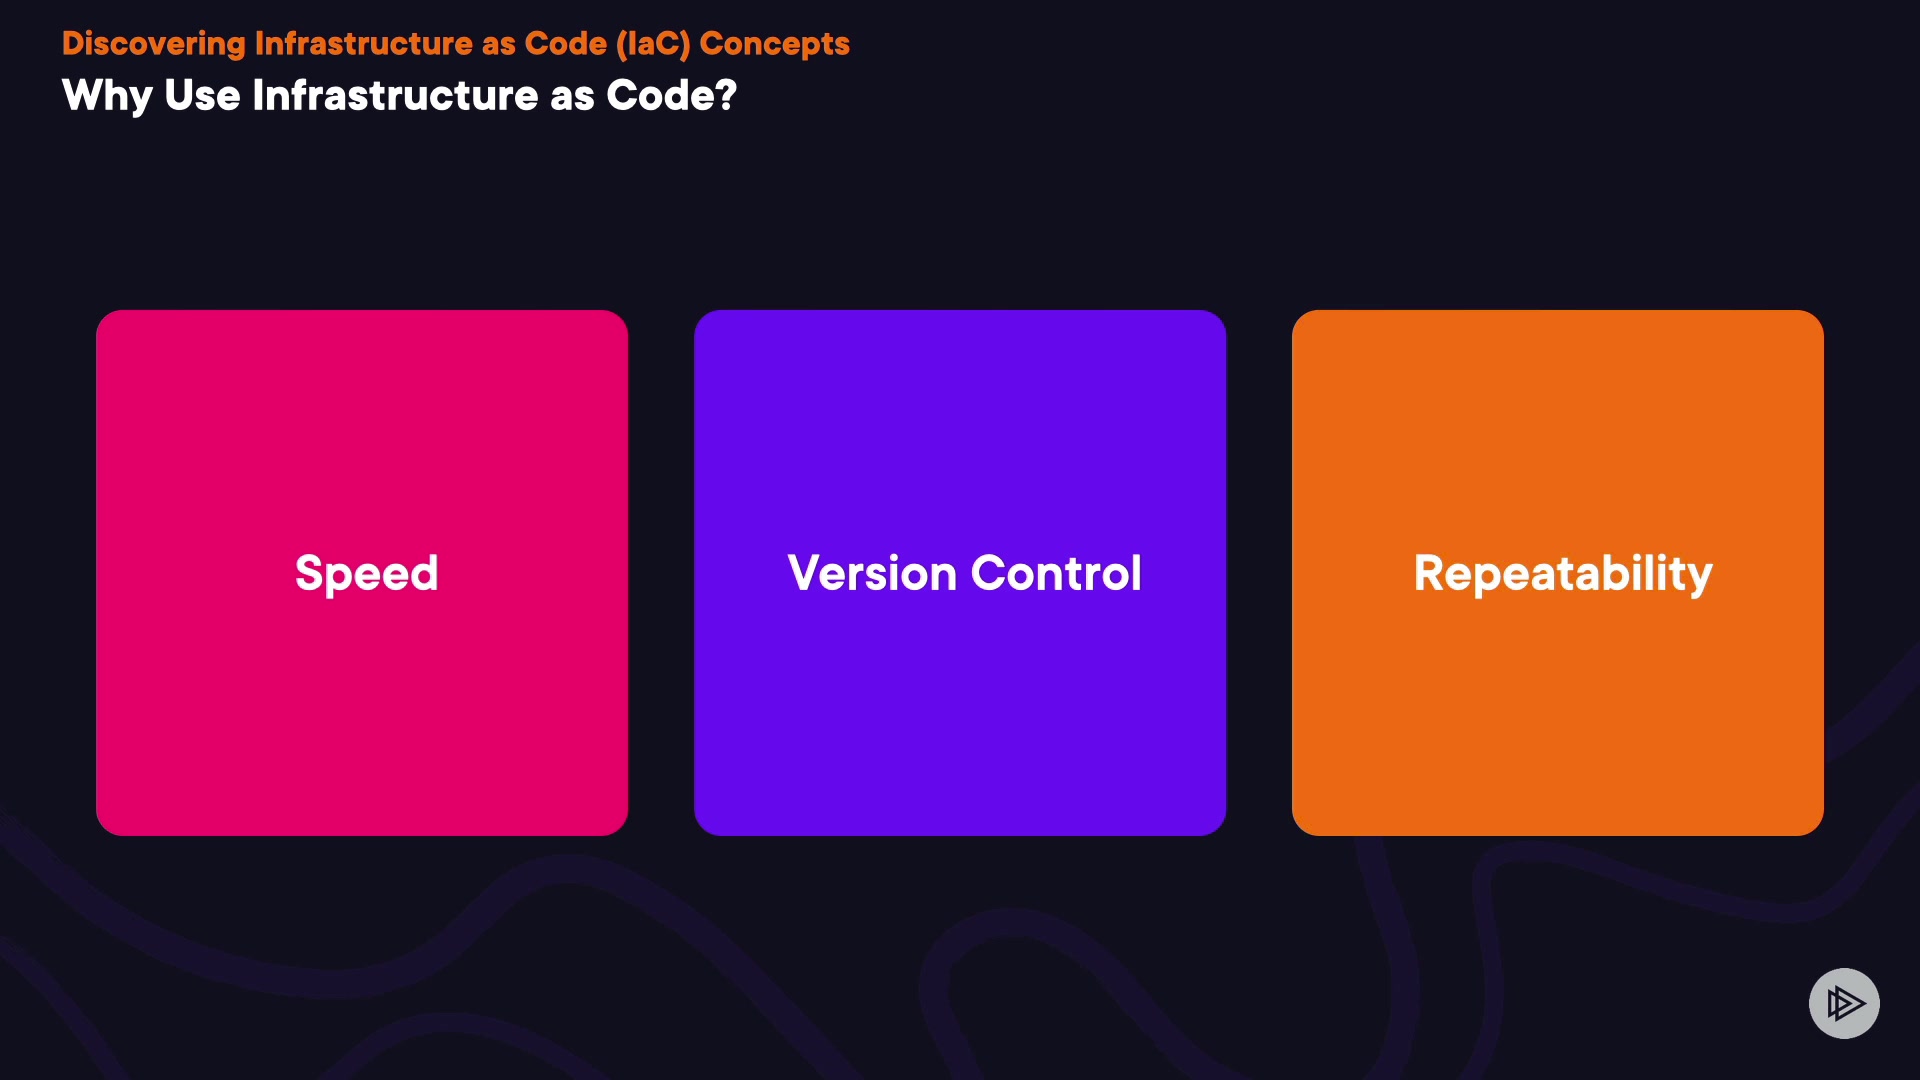 Discovering Infrastructure as Code (IaC) Concepts
Why Use Infrastructure as Code?
Speed
Version Control
Repeatability